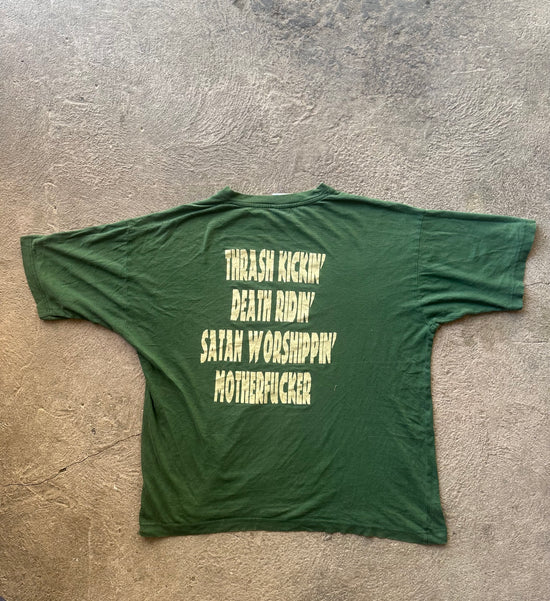 THRASH KICKIN'
DEATH RIDIN'
SATAN WORSHIPPIN'
MOTHERFUCKER